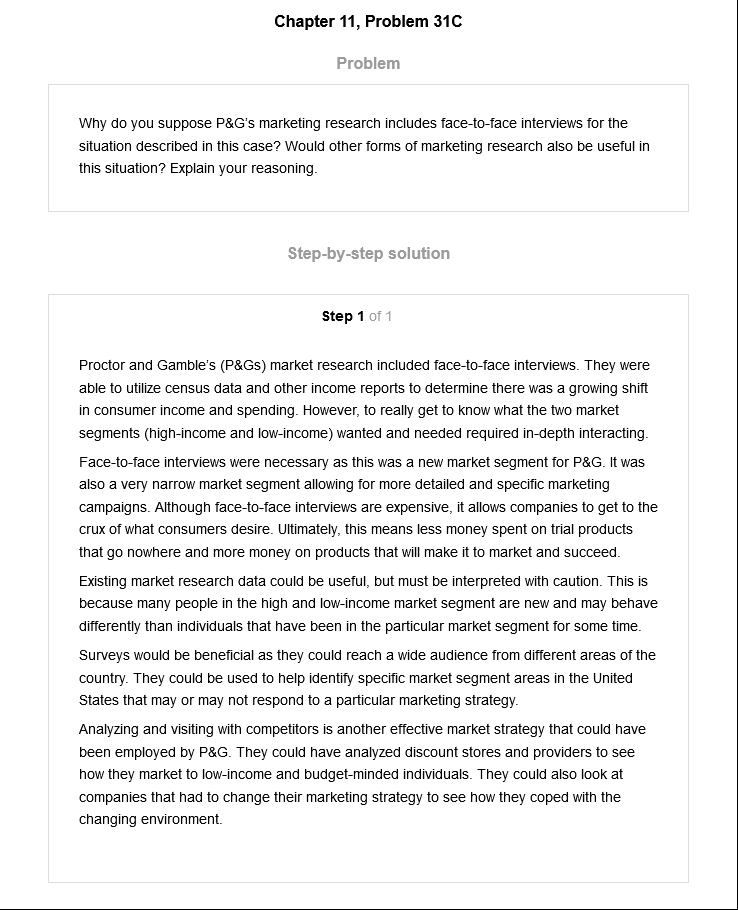 Chapter 11, Problem 31C
Problem
Why do you suppose P&G's marketing research includes face-to-face interviews for the
situation described in this case? Would other forms of marketing research also be useful in
this situation? Explain your reasoning.
Step-by-step solution
Step 1 of 1
Proctor and Gamble's (P&Gs) market research included face-to-face interviews. They were
able to utilize census data and other income reports to determine there was a growing shift
in consumer income and spending. However, to really get to know what the two market
segments (high-income and low-income) wanted and needed required in-depth interacting.
Face-to-face interviews were necessary as this was a new market segment for P&G. It was
also a very narrow market segment allowing for more detailed and specific marketing
campaigns. Although face-to-face interviews are expensive, it allows companies to get to the
crux of what consumers desire. Ultimately, this means less money spent on trial products
that go nowhere and more money on products that will make it to market and succeed.
Existing market research data could be useful, but must be interpreted with caution. This is
because many people in the high and low-income market segment are new and may behave
differently than individuals that have been in the particular market segment for some time.
Surveys would be beneficial as they could reach a wide audience from different areas of the
country. They could be used to help identify specific market segment areas in the United
States that may or may not respond to a particular marketing strategy.
Analyzing and visiting with competitors is another effective market strategy that could have
been employed by P&G. They could have analyzed discount stores and providers to see
how they market to low-income and budget-minded individuals. They could also look at
companies that had to change their marketing strategy to see how they coped with the
changing environment.